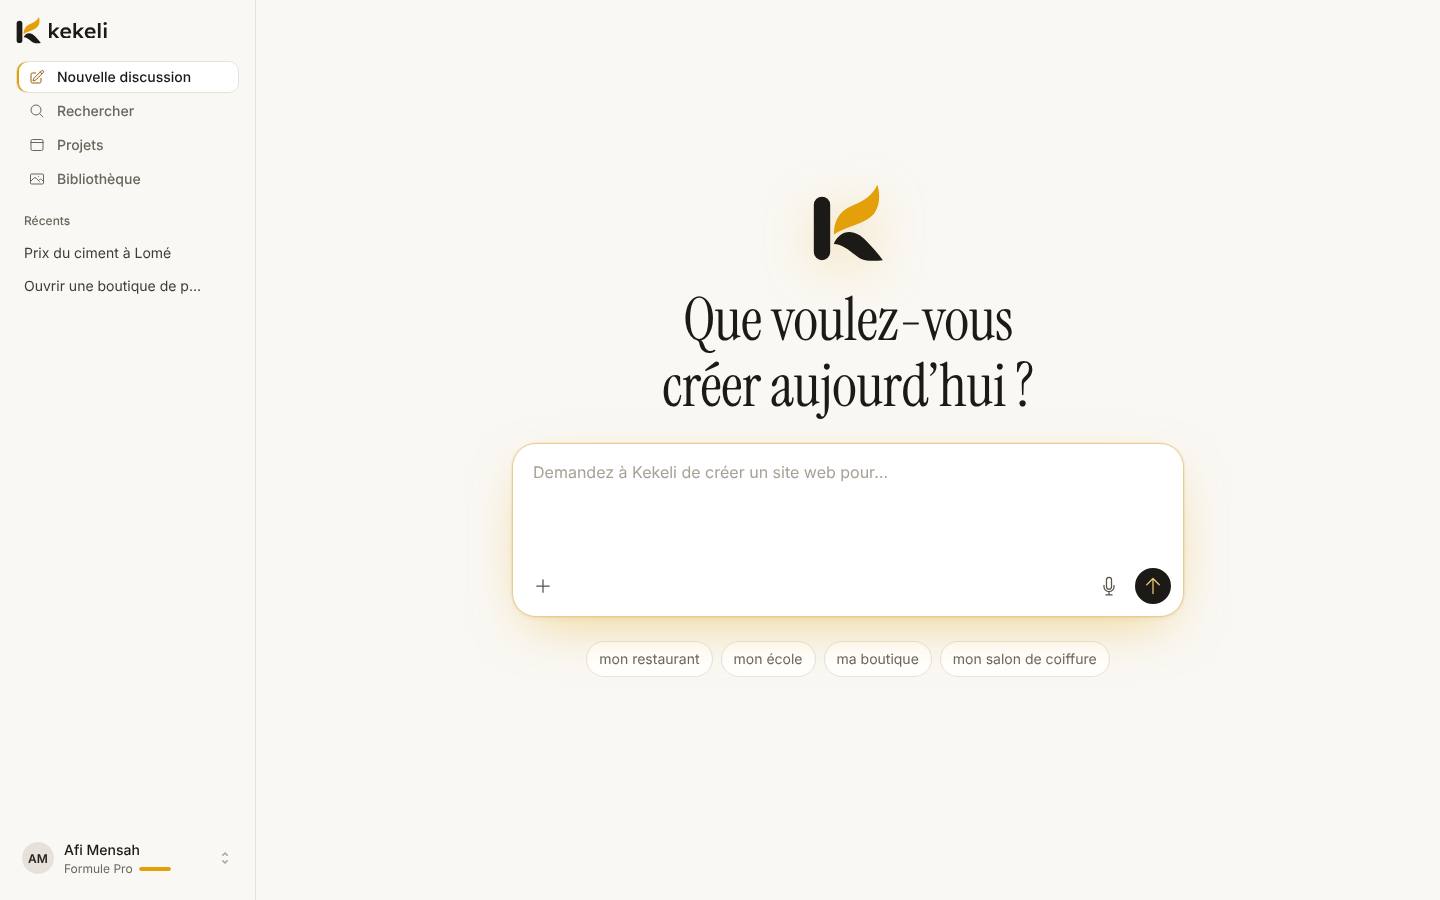 kekeli
Nouvelle discussion
Rechercher
Projets
Bibliothèque
Récents
Prix du ciment à Lomé
Ouvrir une boutique de p...
AM
Afi Mensah
Formule Pro
Que voulez-vous
créer aujourd’hui ?
Demandez à Kekeli de créer un site web pour...
mon restaurant
mon école
ma boutique
mon salon de coiffure